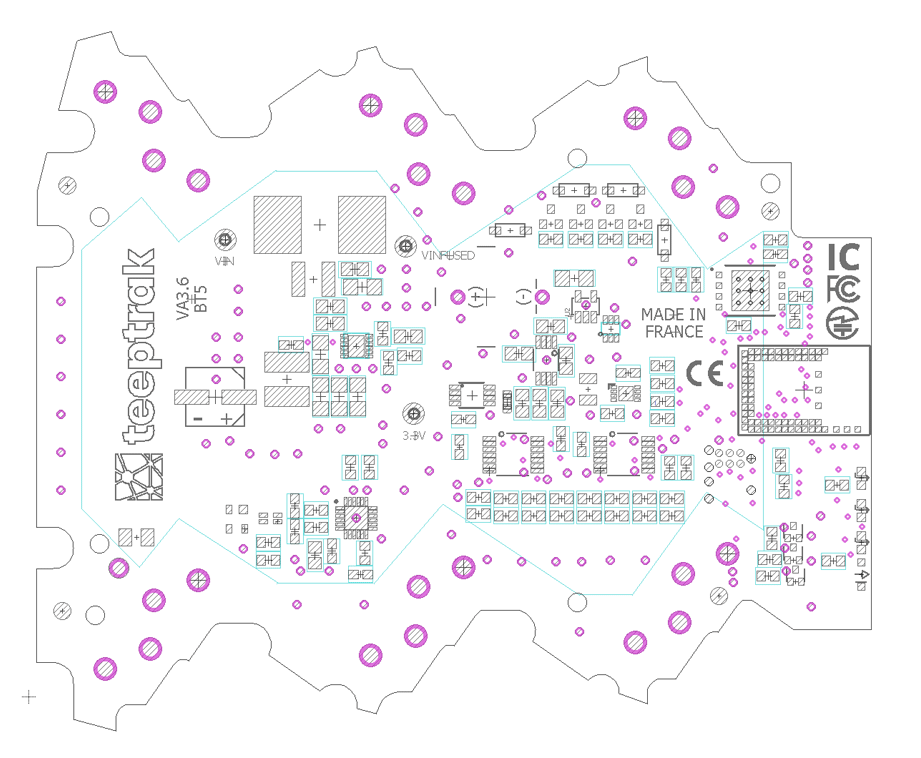 teeptrak
VA3.6
BT5
VIN
VINFUSED
3.3V
MADE IN
FRANCE
IC
FC
CE